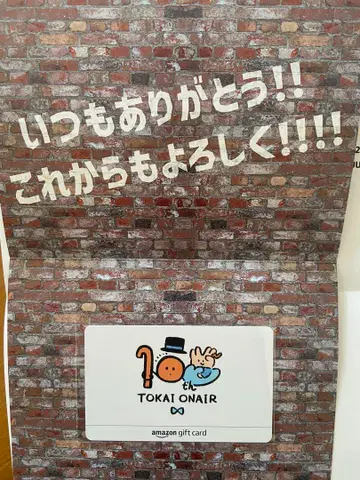 いつもありがとう!!
これからもよろしく!!!!
10th
TOKAI ONAIR
amazon gift card